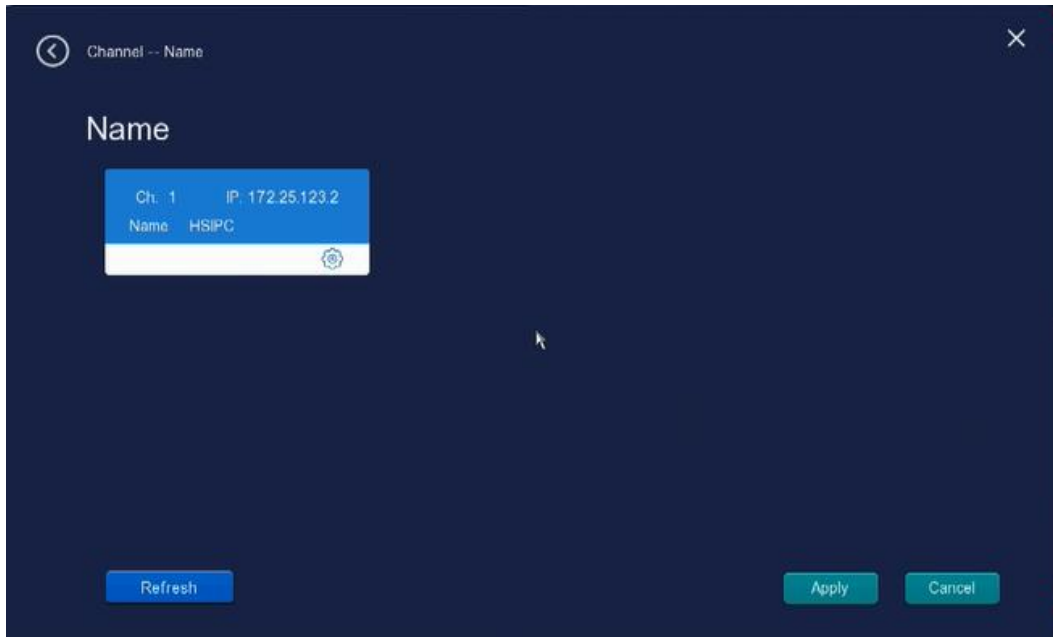 Channel -- Name
Name
Ch. 1 IP: 172.25.123.2
Name HSIPC
Refresh Apply Cancel